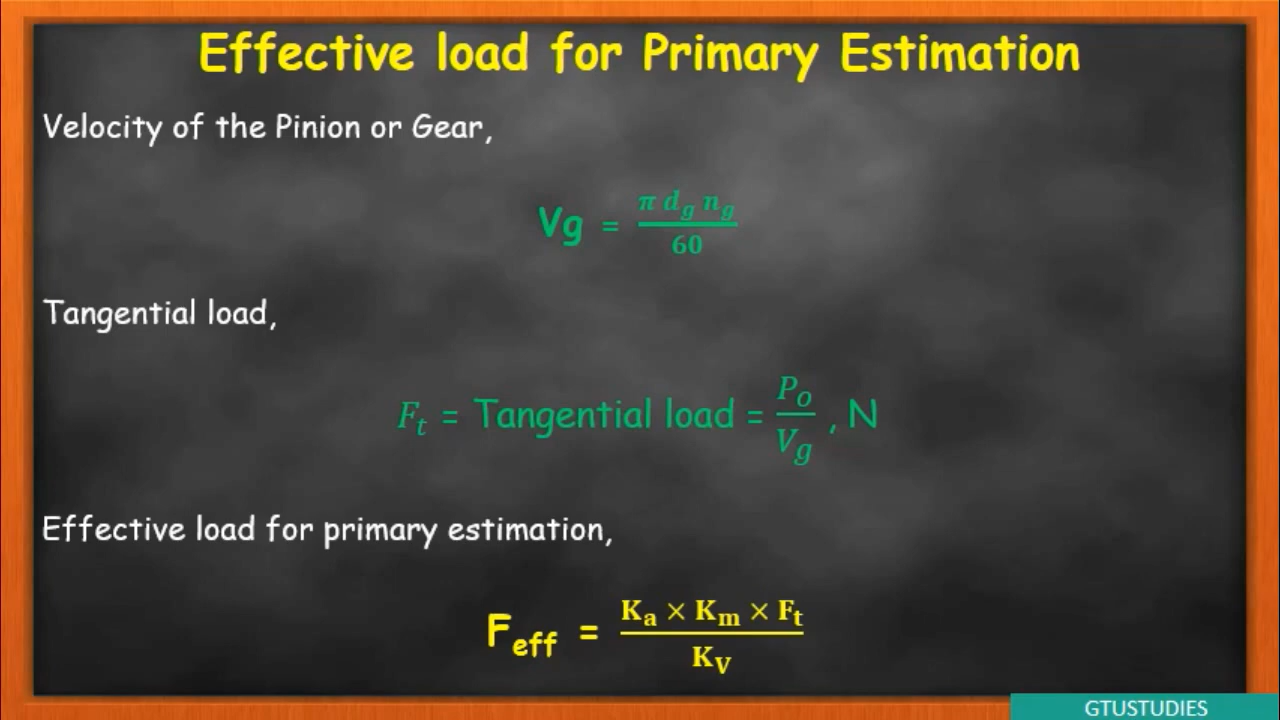 Effective load for Primary Estimation
Velocity of the Pinion or Gear,
Vg = π d_g n_g / 60
Tangential load,
F_t = Tangential load = P_o / V_g , N
Effective load for primary estimation,
F_eff = K_a × K_m × F_t / K_V
GTUSTUDIES